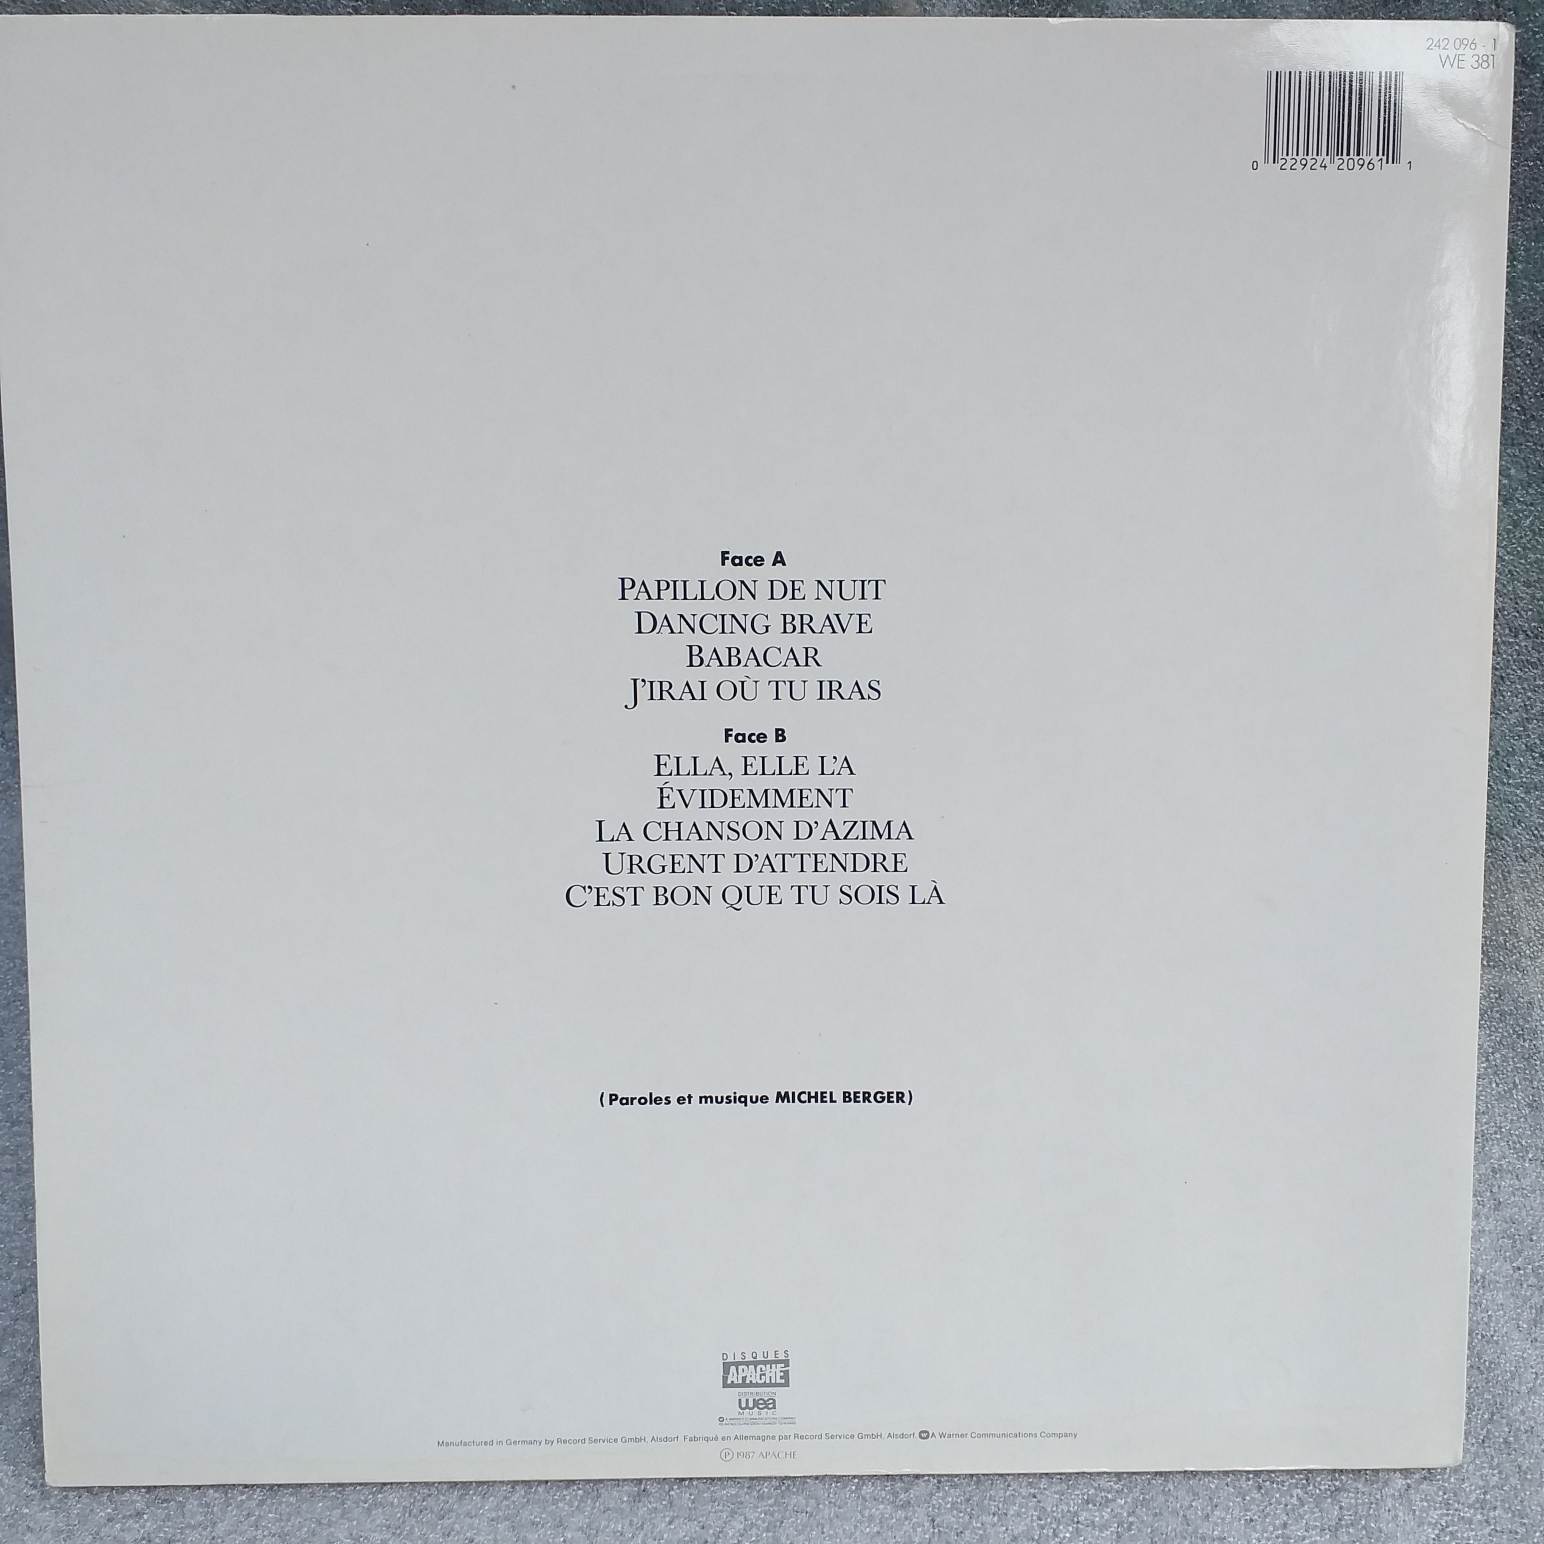 242 096 - 1
WE 381
0 22924 20961 1
Face A
PAPILLON DE NUIT
DANCING BRAVE
BABACAR
J'IRAI OÙ TU IRAS
Face B
ELLA, ELLE L'A
ÉVIDEMMENT
LA CHANSON D'AZIMA
URGENT D'ATTENDRE
C'EST BON QUE TU SOIS LÀ
(Paroles et musique MICHEL BERGER)
DISQUES
APACHE
DISTRIBUTION
wea
MUSIC
Manufactured in Germany by Record Service GmbH, Alsdorf. Fabriqué en Allemagne par Record Service GmbH, Alsdorf. A Warner Communications Company
Ⓟ 1987 APACHE